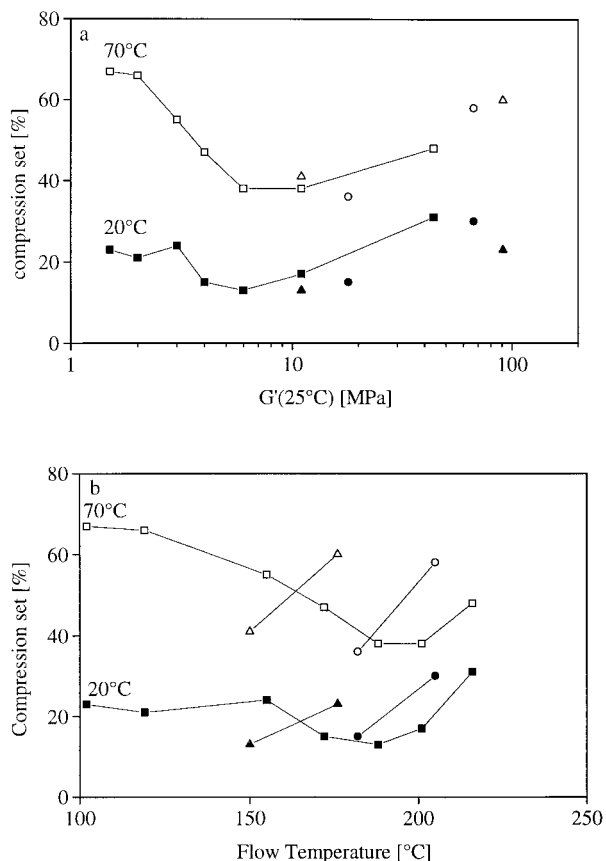 a
80
70°C
60
40
20°C
20
0
compression set [%]
1
10
100
G'(25°C) [MPa]
b
80
70°C
60
40
20°C
20
0
Compression set [%]
100
150
200
250
Flow Temperature [°C]